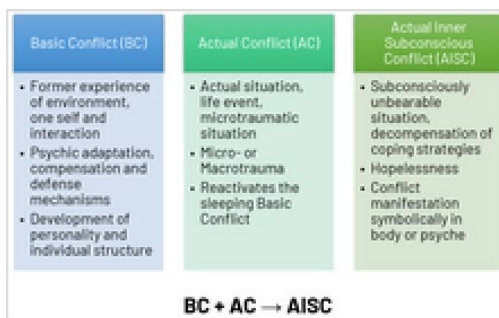 Basic Conflict (BC)
• Former experience
of environment,
one self and
interaction
• Psychic adaptation,
compensation and
defense
mechanisms
• Development of
personality and
individual structure
Actual Conflict (AC)
• Actual situation,
life event,
microtraumatic
situation
• Micro- or
Macrotrauma
• Reactivates the
sleeping Basic
Conflict
Actual Inner
Subconscious
Conflict (AISC)
• Subconsciously
unbearable
situation,
decompensation of
coping strategies
• Hopelessness
• Conflict
manifestation
symbolically in
body or psyche
BC + AC → AISC